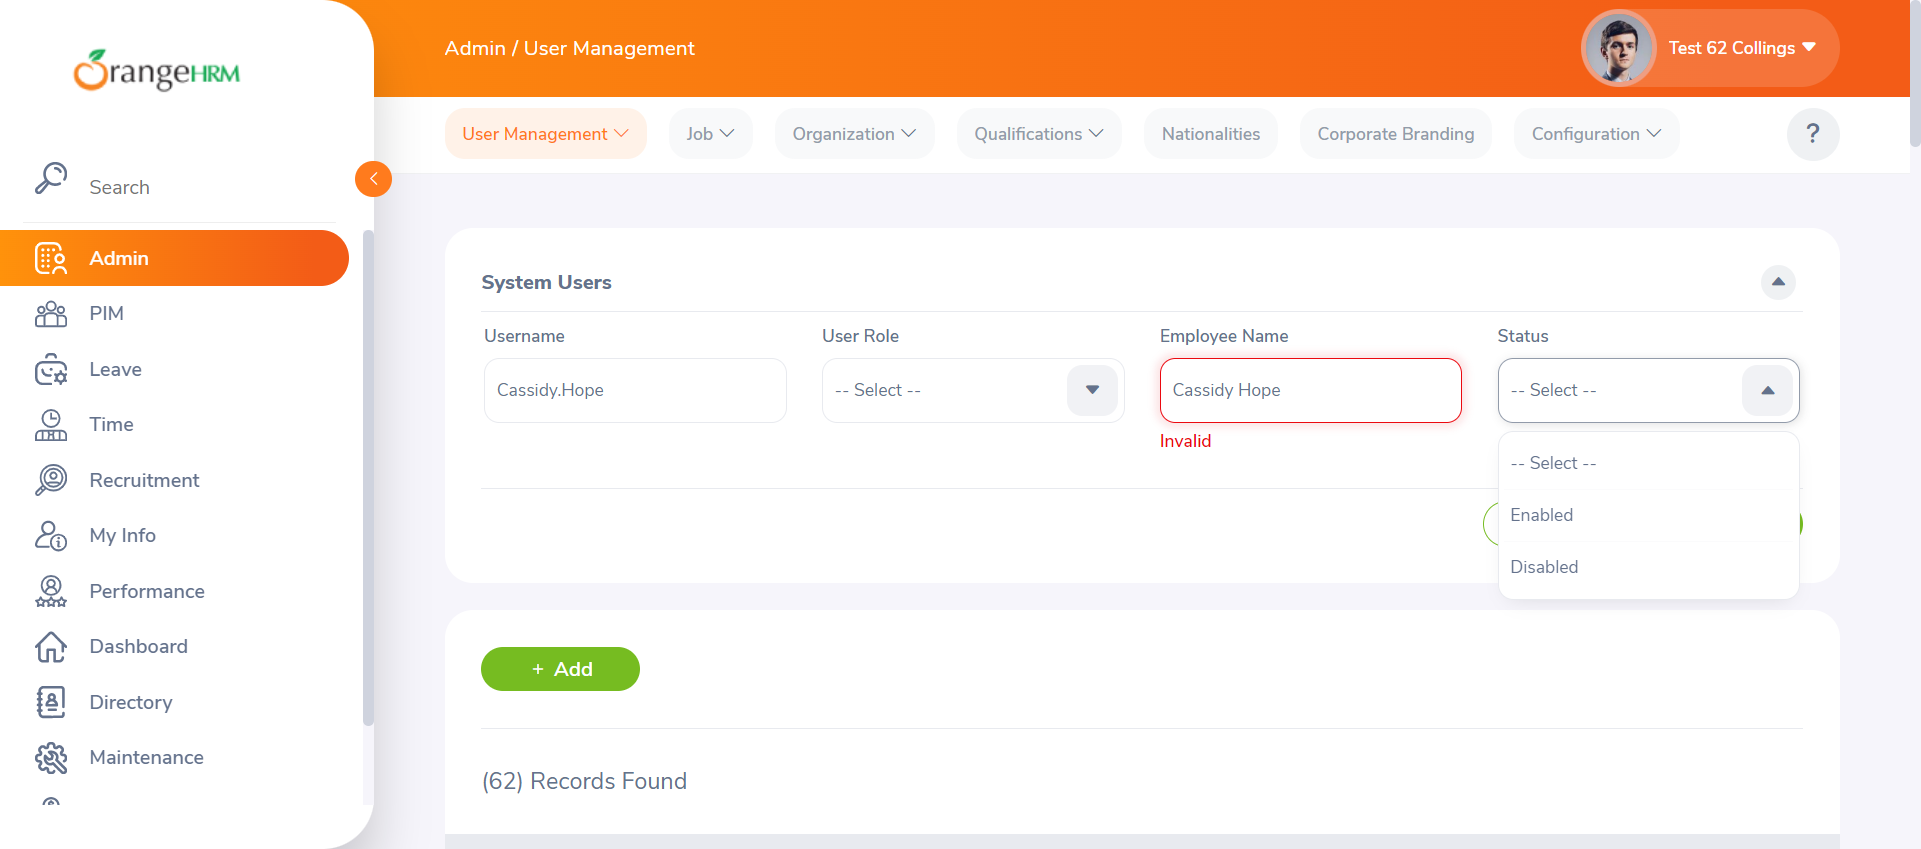 OrangeHRM
Search
Admin
PIM
Leave
Time
Recruitment
My Info
Performance
Dashboard
Directory
Maintenance
Admin / User Management
Test 62 Collings
User Management
Job
Organization
Qualifications
Nationalities
Corporate Branding
Configuration
?
System Users
Username
User Role
Employee Name
Status
Cassidy.Hope
-- Select --
Cassidy Hope
-- Select --
Invalid
-- Select --
Enabled
Disabled
+ Add
(62) Records Found